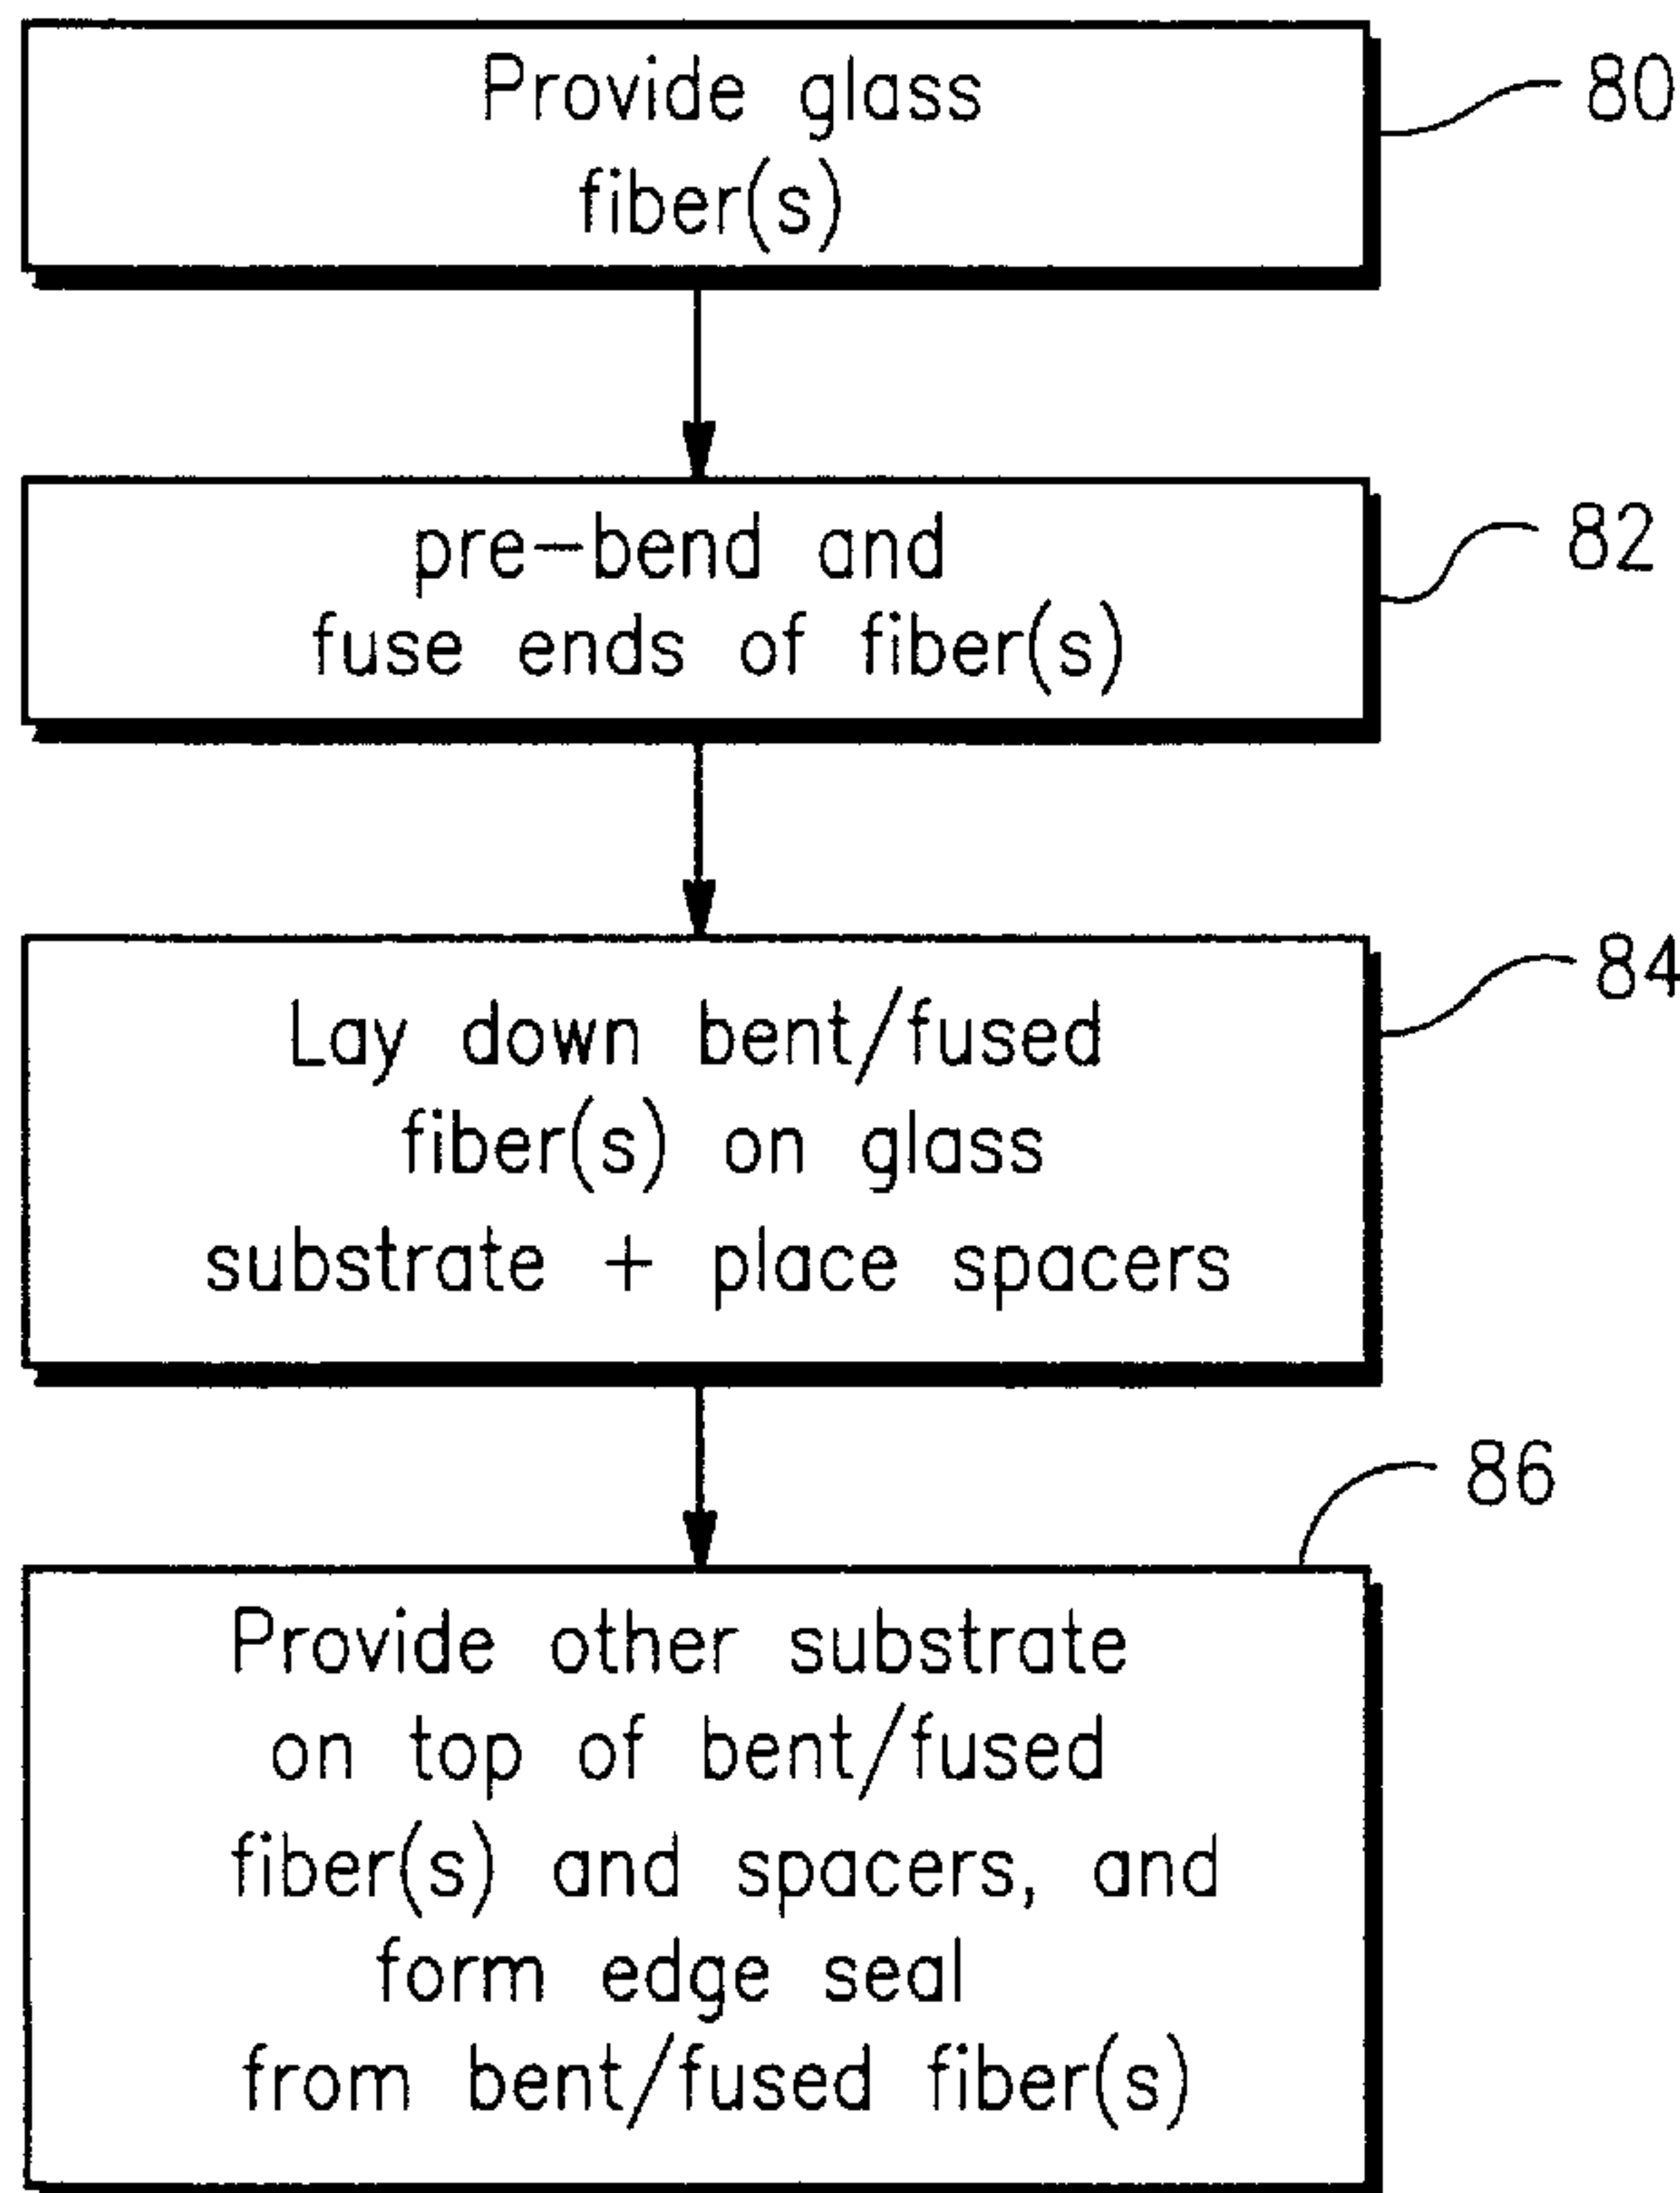 Provide glass
fiber(s)
80
pre-bend and
fuse ends of fiber(s)
82
Lay down bent/fused
fiber(s) on glass
substrate + place spacers
84
Provide other substrate
on top of bent/fused
fiber(s) and spacers, and
form edge seal
from bent/fused fiber(s)
86